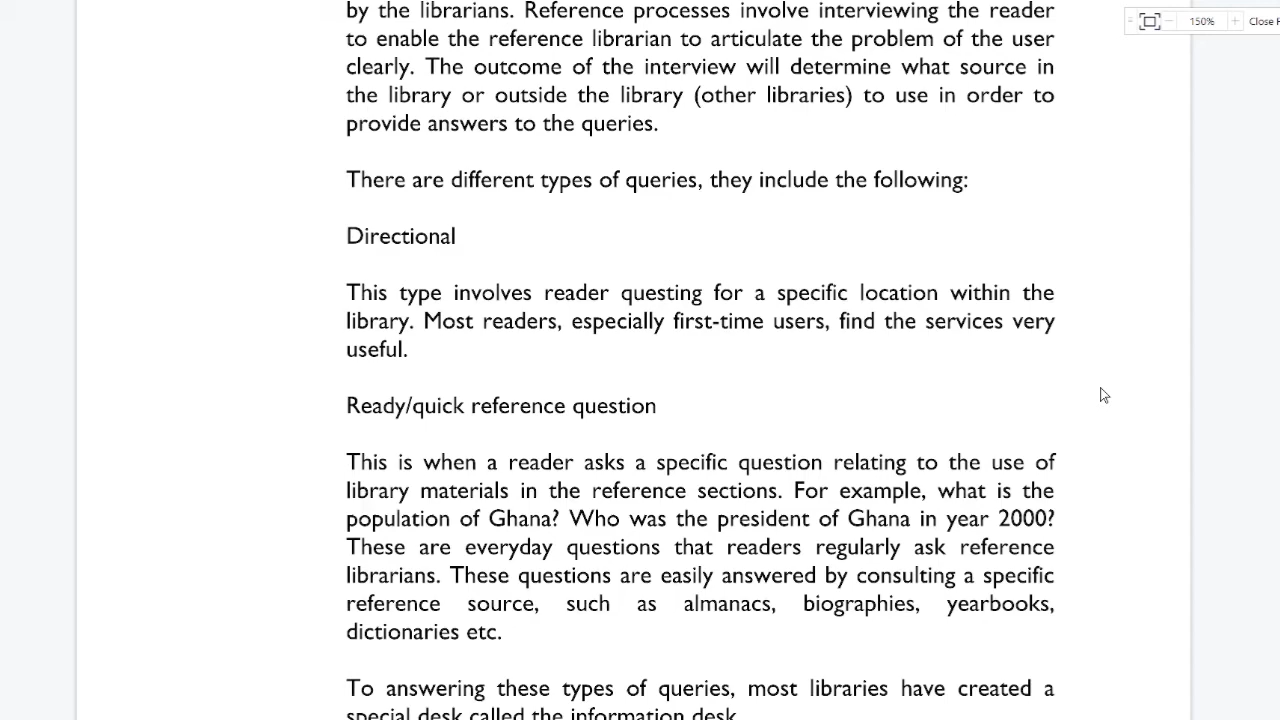 by the librarians. Reference processes involve interviewing the reader
to enable the reference librarian to articulate the problem of the user
clearly. The outcome of the interview will determine what source in
the library or outside the library (other libraries) to use in order to
provide answers to the queries.
There are different types of queries, they include the following:
Directional
This type involves reader questing for a specific location within the
library. Most readers, especially first-time users, find the services very
useful.
Ready/quick reference question
This is when a reader asks a specific question relating to the use of
library materials in the reference sections. For example, what is the
population of Ghana? Who was the president of Ghana in year 2000?
These are everyday questions that readers regularly ask reference
librarians. These questions are easily answered by consulting a specific
reference source, such as almanacs, biographies, yearbooks,
dictionaries etc.
To answering these types of queries, most libraries have created a
special desk called the information desk
150%
Close